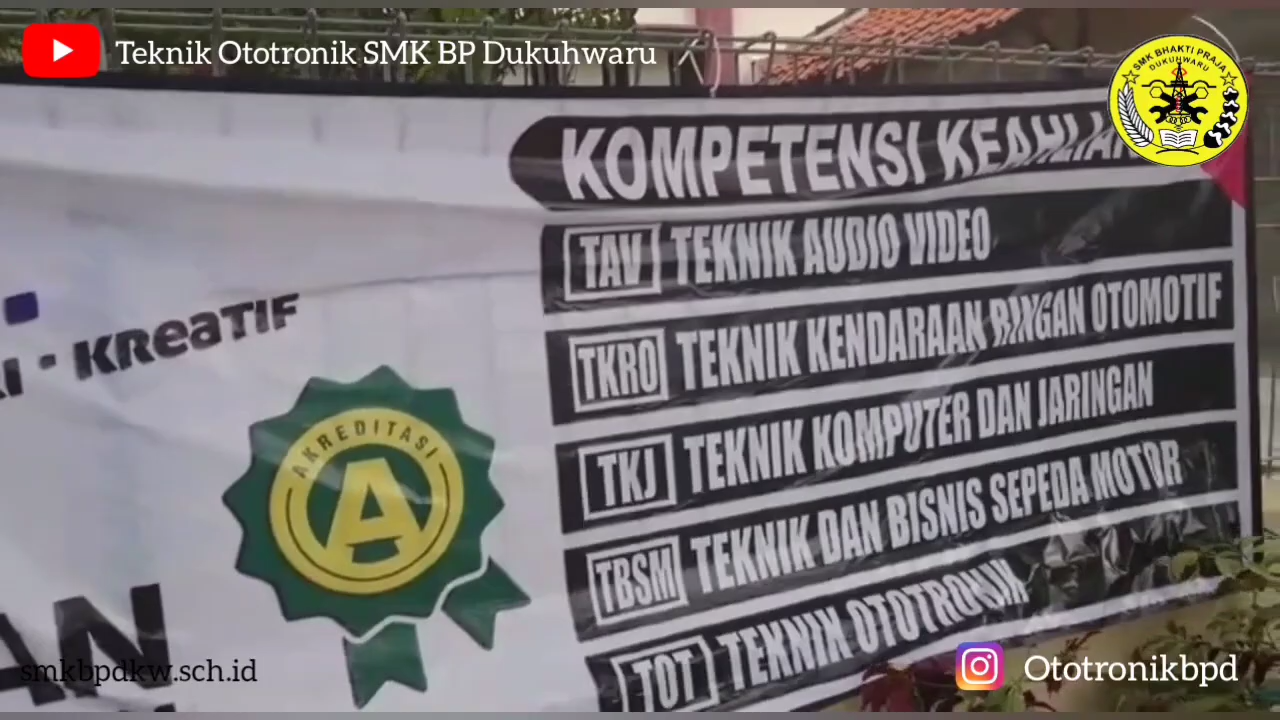 Teknik Ototronik SMK BP Dukuhwaru
SMK BHAKTI PRAJA
DUKUHWARU
KOMPETENSI KEAHLIAN
TAV TEKNIK AUDIO VIDEO
TKRO TEKNIK KENDARAAN RINGAN OTOMOTIF
TKJ TEKNIK KOMPUTER DAN JARINGAN
TBSM TEKNIK DAN BISNIS SEPEDA MOTOR
TOT TEKNIK OTOTRONIK
· KReaTIF
AKREDITASI
A
smkbpdkw.sch.id
Ototronikbpd